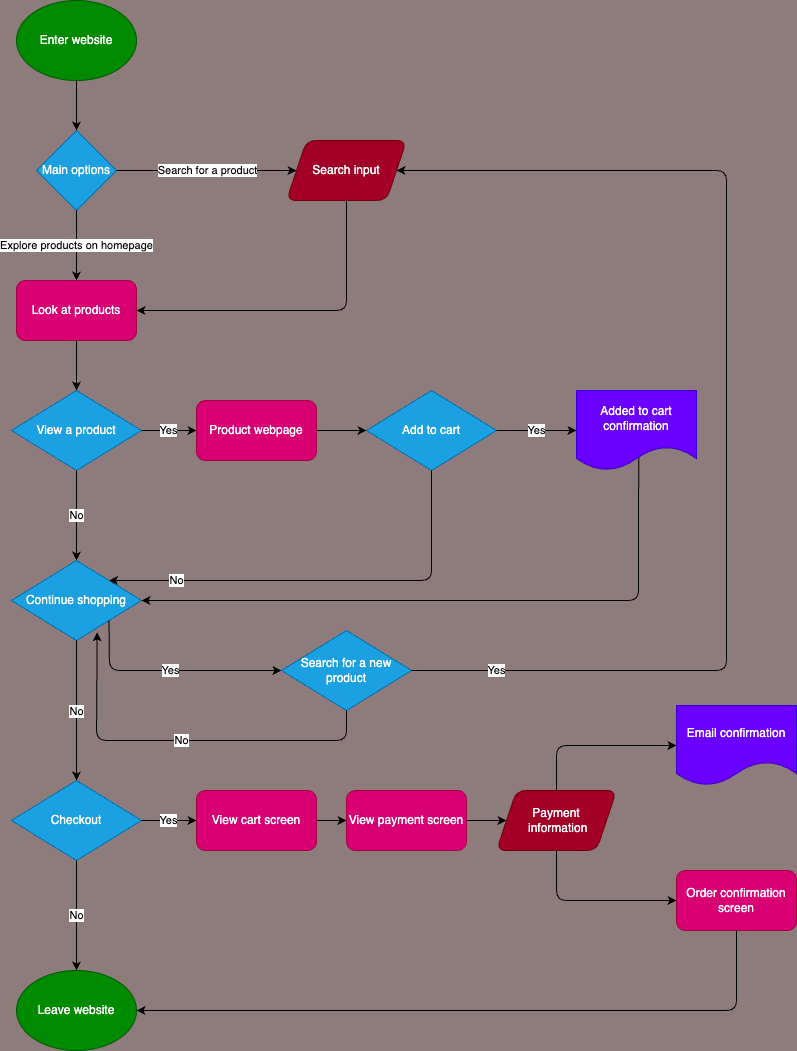 Enter website
Main options
Search for a product
Search input
Explore products on homepage
Look at products
View a product
Yes
Product webpage
Add to cart
Yes
Added to cart
confirmation
No
No
Continue shopping
Yes
Search for a new
product
Yes
No
No
Email confirmation
Checkout
Yes
View cart screen
View payment screen
Payment
information
Order confirmation
screen
No
Leave website